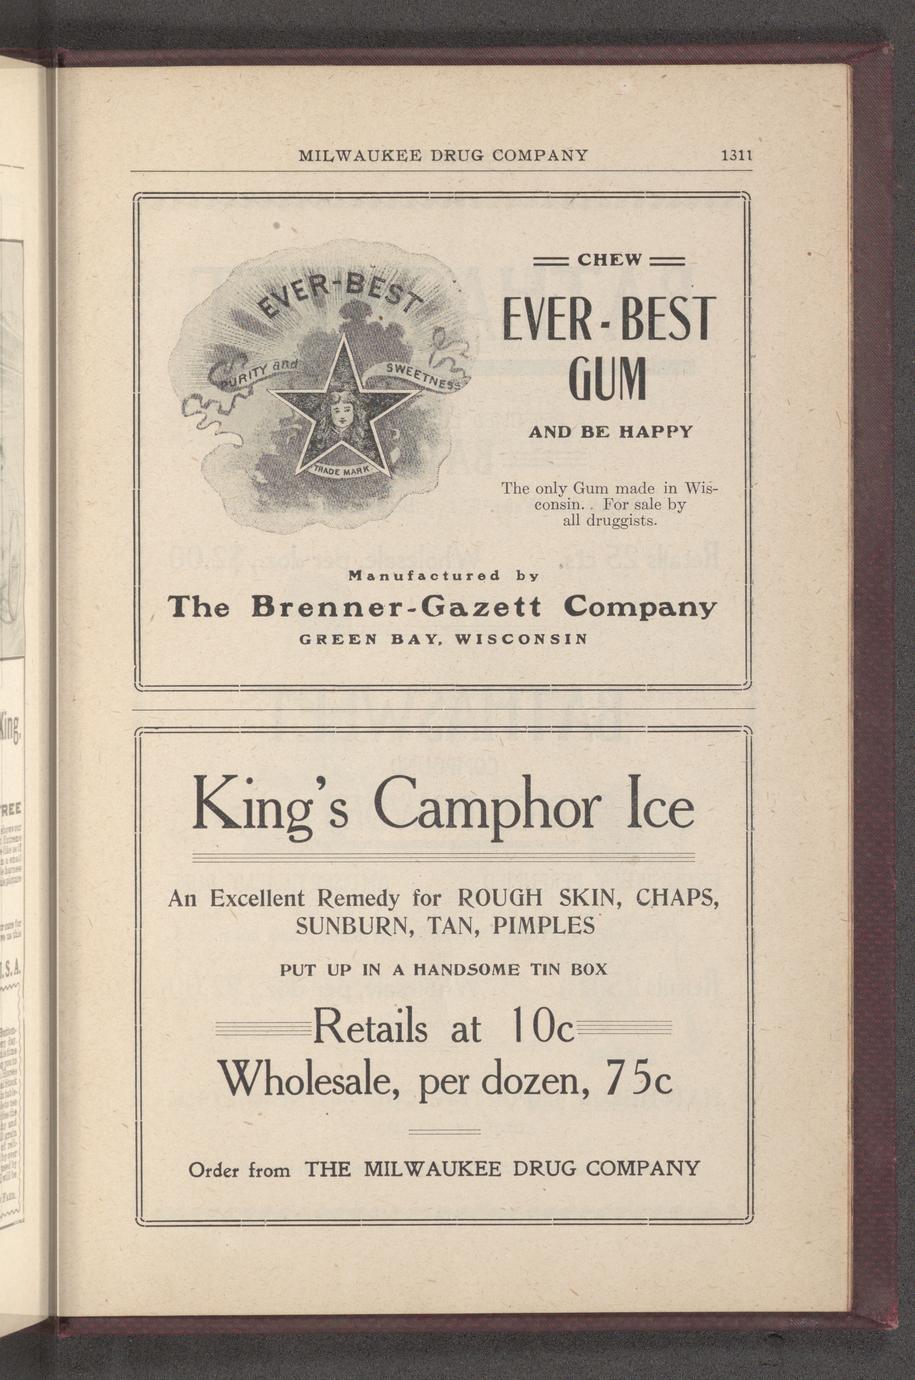 MILWAUKEE DRUG COMPANY 1311
EVER-BEST
PURITY and SWEETNESS
TRADE MARK
CHEW
EVER-BEST
GUM
AND BE HAPPY
The only Gum made in Wis-
consin. . For sale by
all druggists.
Manufactured by
The Brenner-Gazett Company
GREEN BAY, WISCONSIN
King's Camphor Ice
An Excellent Remedy for ROUGH SKIN, CHAPS,
SUNBURN, TAN, PIMPLES
PUT UP IN A HANDSOME TIN BOX
Retails at 10c
Wholesale, per dozen, 75c
Order from THE MILWAUKEE DRUG COMPANY
King,
REE
.S.A.